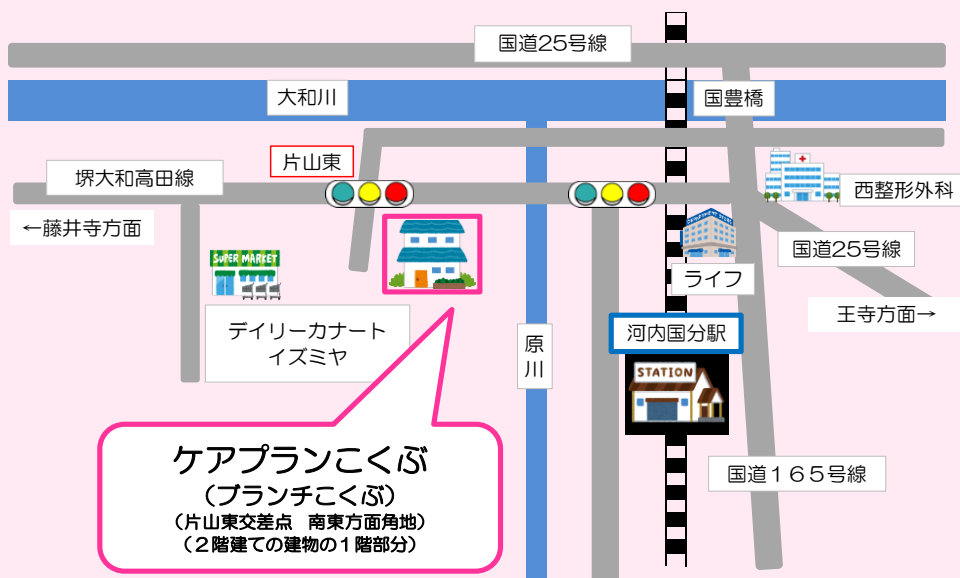 国道25号線
大和川
国豊橋
片山東
堺大和高田線
西整形外科
←藤井寺方面
国道25号線
SUPER MARKET
ライフ
王寺方面→
デイリーカナート
イズミヤ
原川
河内国分駅
STATION
ケアプランこくぶ
（ブランチこくぶ）
（片山東交差点　南東方面角地）
（２階建ての建物の１階部分）
国道１６５号線